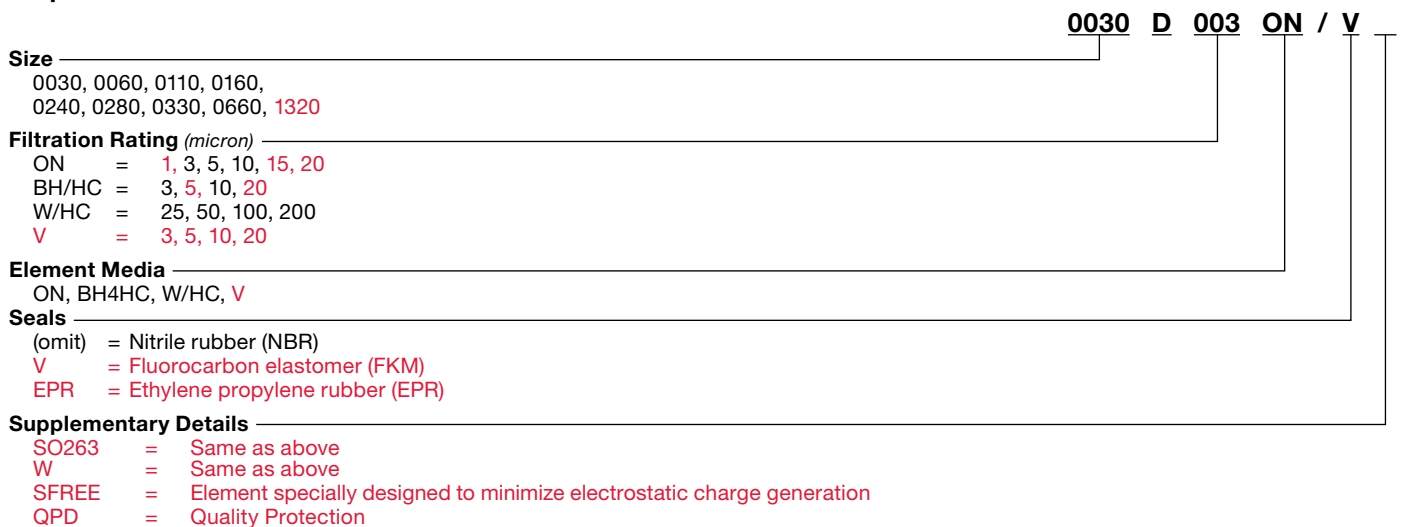 0030 D 003 ON / V
Size
0030, 0060, 0110, 0160,
0240, 0280, 0330, 0660, 1320
Filtration Rating (micron)
ON = 1, 3, 5, 10, 15, 20
BH/HC = 3, 5, 10, 20
W/HC = 25, 50, 100, 200
V = 3, 5, 10, 20
Element Media
ON, BH4HC, W/HC, V
Seals
(omit) = Nitrile rubber (NBR)
V = Fluorocarbon elastomer (FKM)
EPR = Ethylene propylene rubber (EPR)
Supplementary Details
SO263 = Same as above
W = Same as above
SFREE = Element specially designed to minimize electrostatic charge generation
QPD = Quality Protection